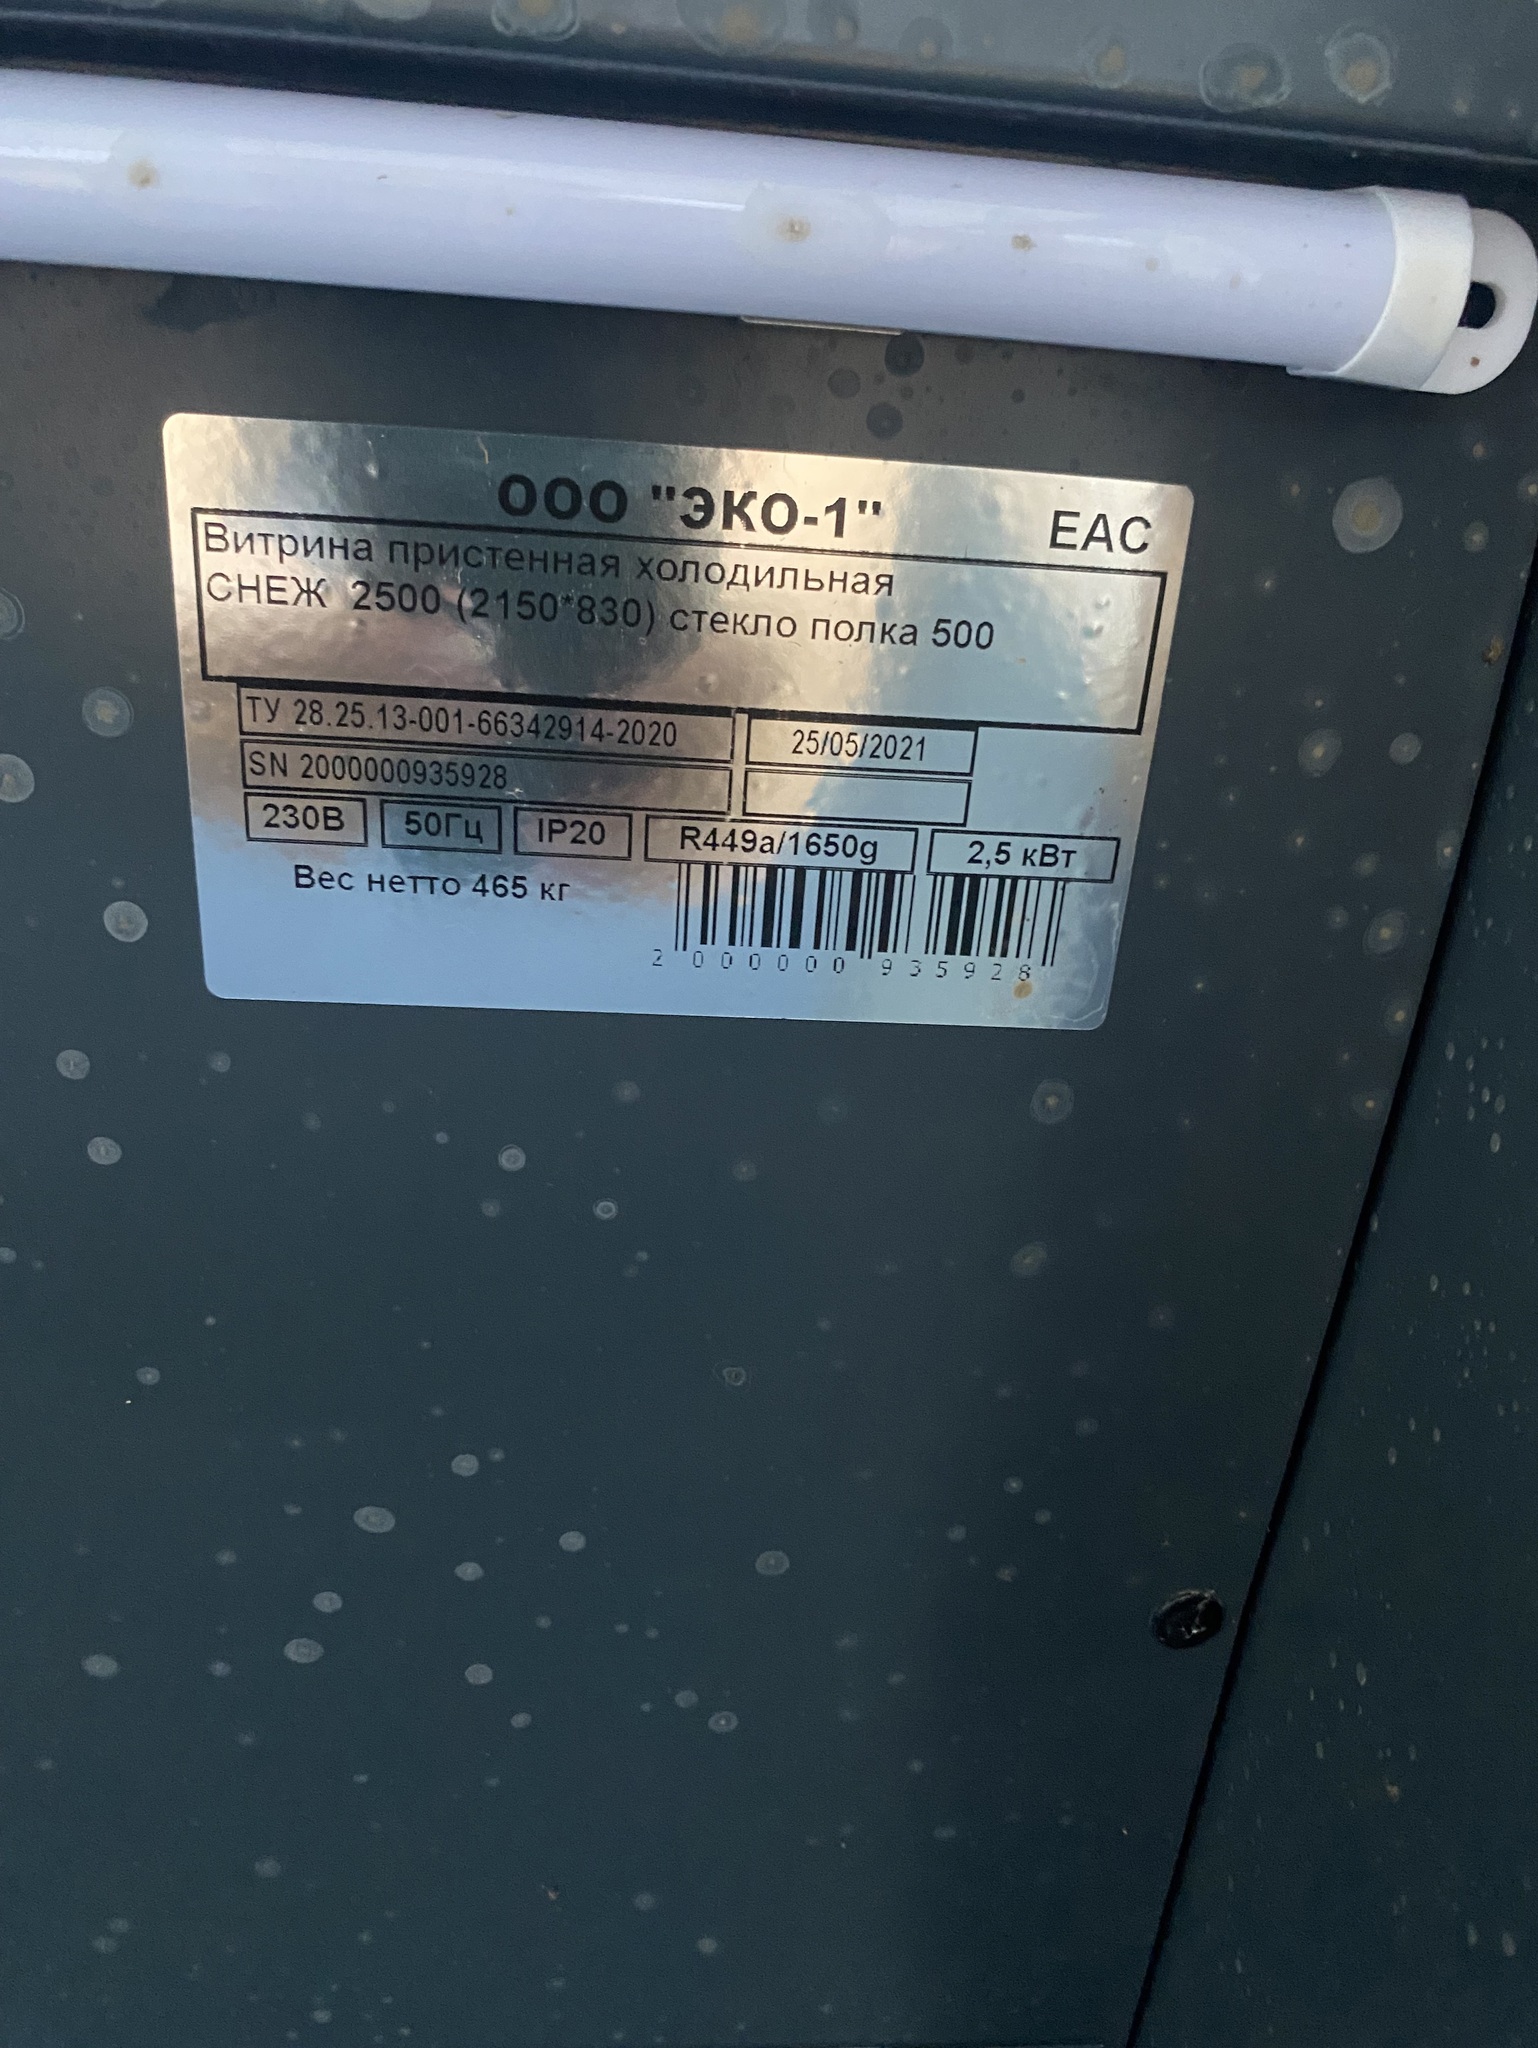 ООО "ЭКО-1"
ЕАС
Витрина пристенная холодильная
СНЕЖ 2500 (2150*830) стекло полка 500
ТУ 28.25.13-001-66342914-2020
25/05/2021
SN 2000000935928
230В 50Гц IP20 R449a/1650g 2,5 кВт
Вес нетто 465 кг
2 000000 935928